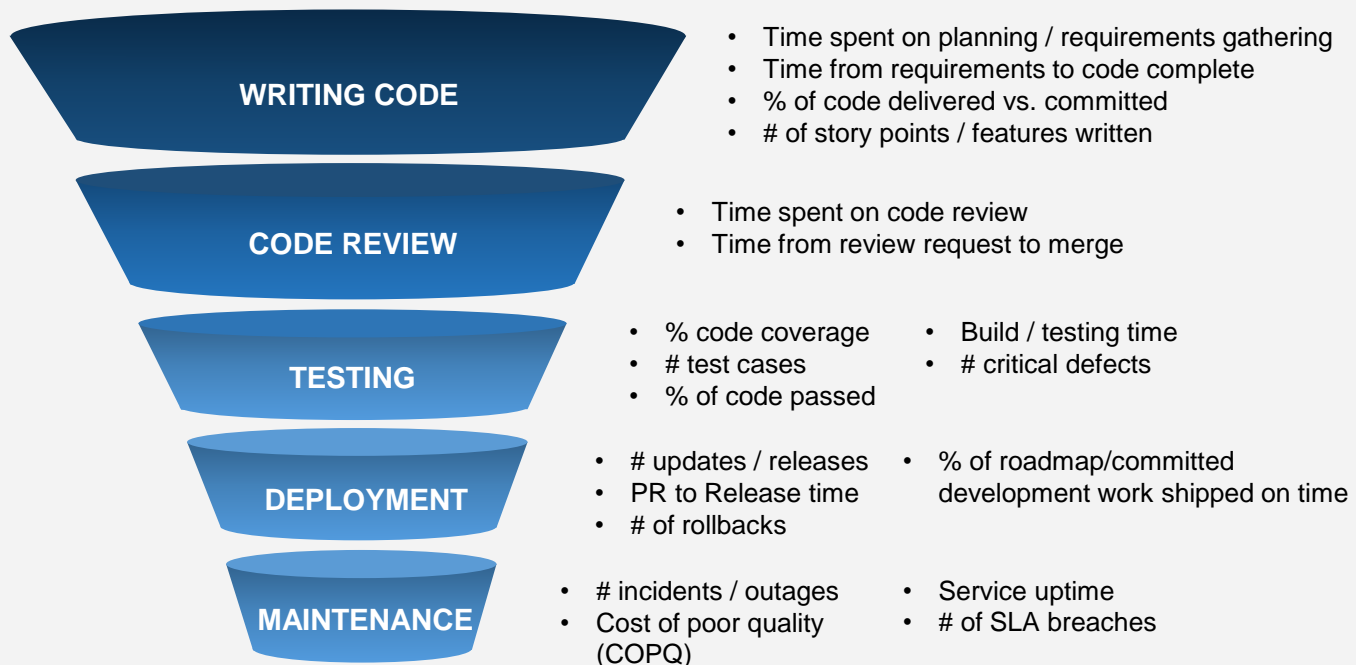 WRITING CODE
• Time spent on planning / requirements gathering
• Time from requirements to code complete
• % of code delivered vs. committed
• # of story points / features written
CODE REVIEW
• Time spent on code review
• Time from review request to merge
TESTING
• % code coverage
• # test cases
• % of code passed
• Build / testing time
• # critical defects
DEPLOYMENT
• # updates / releases
• PR to Release time
• # of rollbacks
• % of roadmap/committed
development work shipped on time
MAINTENANCE
• # incidents / outages
• Cost of poor quality
(COPQ)
• Service uptime
• # of SLA breaches